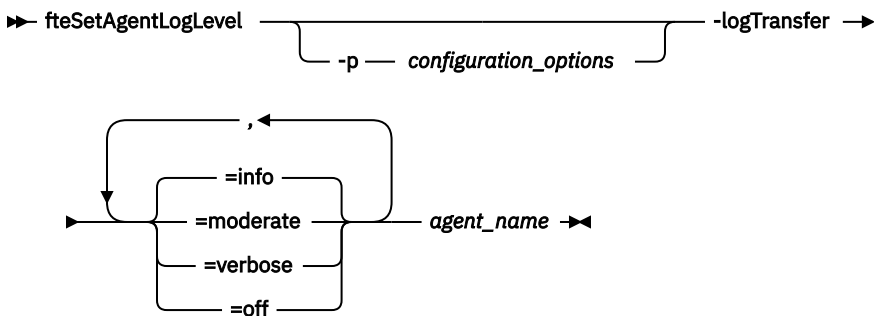 fteSetAgentLogLevel -logTransfer
-p configuration_options
,
=info
=moderate agent_name
=verbose
=off